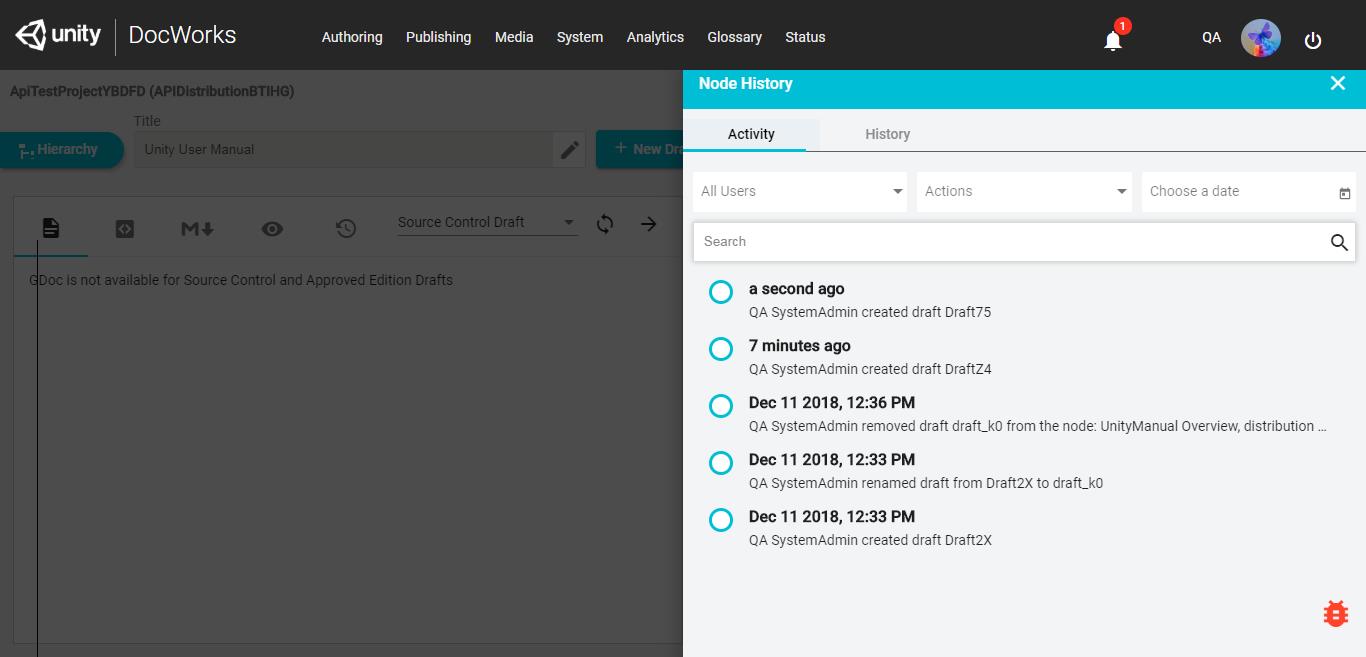 unity DocWorks Authoring Publishing Media System Analytics Glossary Status 1 QA
ApiTestProjectYBDFD (APIDistributionBTIHG)
Title
Hierarchy Unity User Manual + New Dra
Source Control Draft
GDoc is not available for Source Control and Approved Edition Drafts
Node History
Activity History
All Users Actions Choose a date
Search
a second ago
QA SystemAdmin created draft Draft75
7 minutes ago
QA SystemAdmin created draft DraftZ4
Dec 11 2018, 12:36 PM
QA SystemAdmin removed draft draft_k0 from the node: UnityManual Overview, distribution ...
Dec 11 2018, 12:33 PM
QA SystemAdmin renamed draft from Draft2X to draft_k0
Dec 11 2018, 12:33 PM
QA SystemAdmin created draft Draft2X